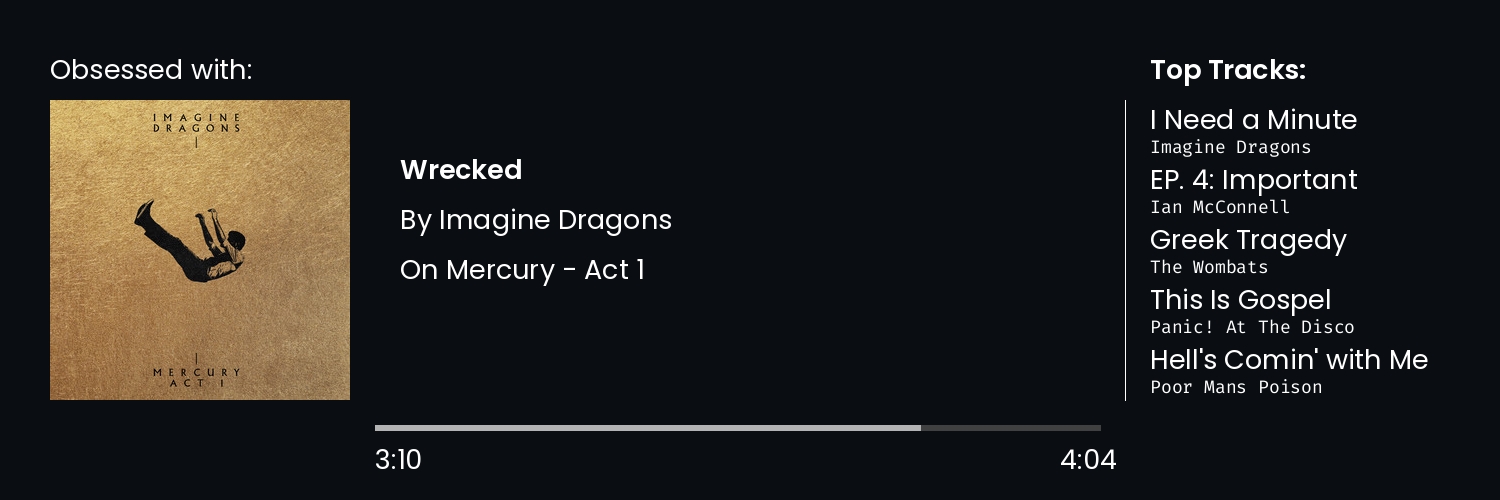 Obsessed with:
IMAGINE
DRAGONS
MERCURY
ACT I
Wrecked
By Imagine Dragons
On Mercury - Act 1
3:10
4:04
Top Tracks:
I Need a Minute
Imagine Dragons
EP. 4: Important
Ian McConnell
Greek Tragedy
The Wombats
This Is Gospel
Panic! At The Disco
Hell's Comin' with Me
Poor Mans Poison